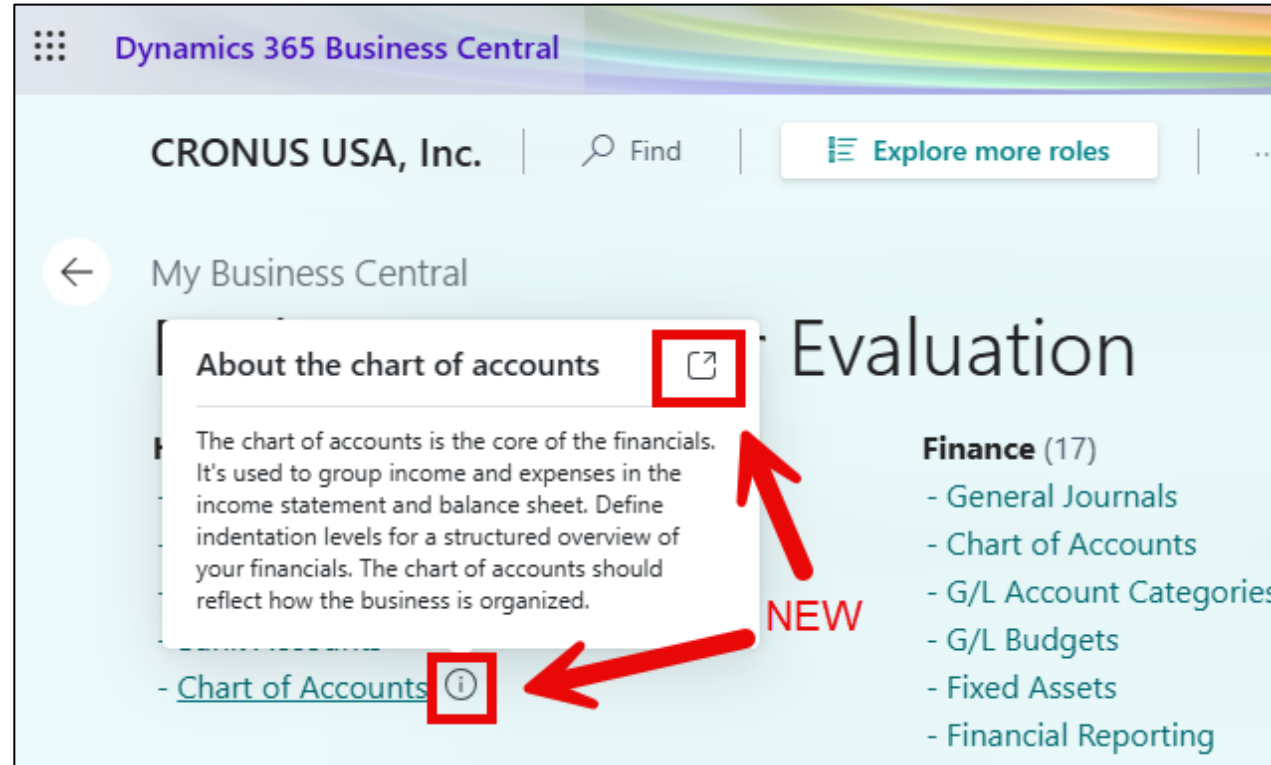 Dynamics 365 Business Central
CRONUS USA, Inc.
Find
Explore more roles
My Business Central
Evaluation
About the chart of accounts
The chart of accounts is the core of the financials.
It's used to group income and expenses in the
income statement and balance sheet. Define
indentation levels for a structured overview of
your financials. The chart of accounts should
reflect how the business is organized.
- Chart of Accounts
NEW
Finance (17)
- General Journals
- Chart of Accounts
- G/L Account Categories
- G/L Budgets
- Fixed Assets
- Financial Reporting